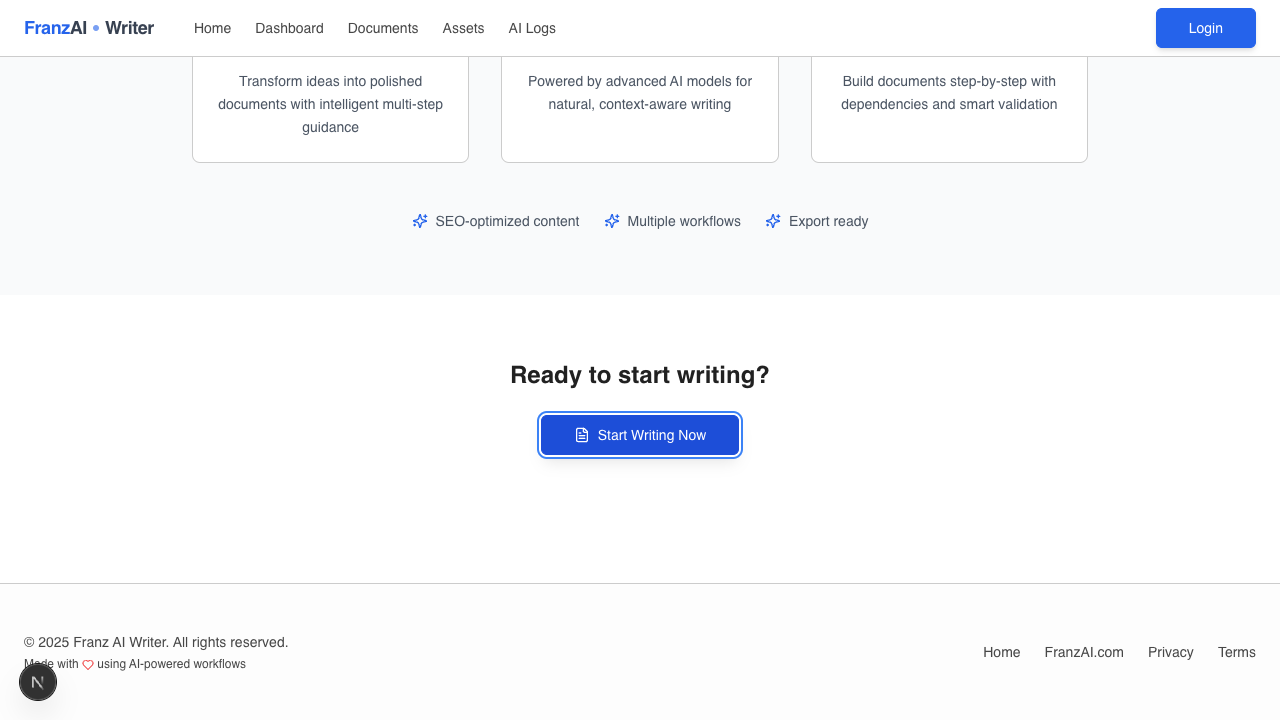 FranzAI • Writer
Home
Dashboard
Documents
Assets
AI Logs
Login
Transform ideas into polished
documents with intelligent multi-step
guidance
Powered by advanced AI models for
natural, context-aware writing
Build documents step-by-step with
dependencies and smart validation
SEO-optimized content
Multiple workflows
Export ready
Ready to start writing?
Start Writing Now
© 2025 Franz AI Writer. All rights reserved.
Made with ♡ using AI-powered workflows
N
Home
FranzAI.com
Privacy
Terms